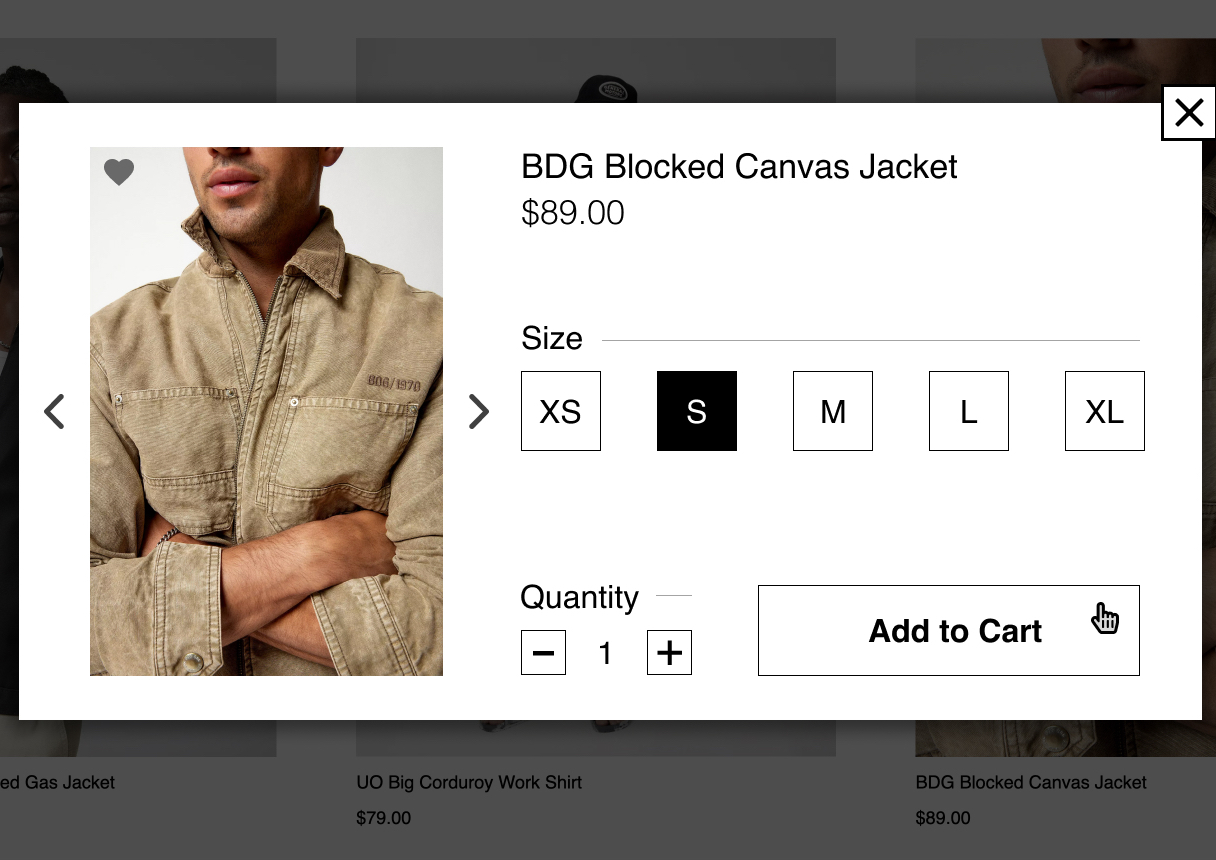 BDG Blocked Canvas Jacket
$89.00
606/1970
Size
XS S M L XL
Quantity
1
Add to Cart
ed Gas Jacket
UO Big Corduroy Work Shirt
$79.00
BDG Blocked Canvas Jacket
$89.00